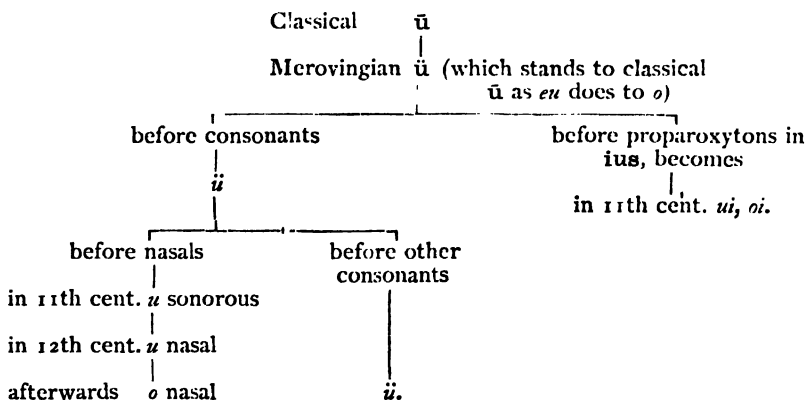 Classical ū
Merovingian ü (which stands to classical
ū as eu does to o)
before consonants
ü
before nasals
in 11th cent. u sonorous
in 12th cent. u nasal
afterwards o nasal
before other
consonants
ü.
before proparoxytons in
ius, becomes
in 11th cent. ui, oi.